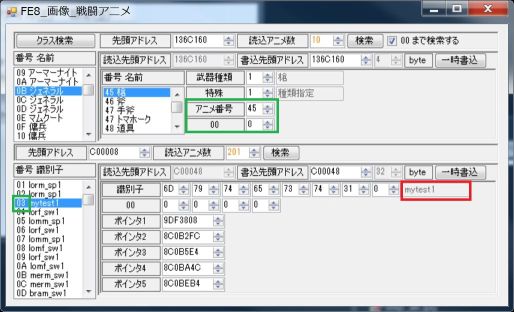 FE8_画像_戦闘アニメ
クラス検索 先頭アドレス 136C160 読込アニメ数 10 検索 00 まで検索する
番号 名前 読込先頭アドレス 136C160 書込先頭アドレス 136C160 4 byte 一時書込
09 アーマーナイト 番号 名前 武器種類 1 槍
0A アーマーナイト 45 槍 特殊 1 種類指定
0B ジェネラル 46 斧 アニメ番号 45
0C ジェネラル 47 手斧 00 0
0D ジェネラル 47 トマホーク
0E エムクート 48 道具
0F 傭兵
10 傭兵
先頭アドレス C00008 読込アニメ数 201 検索
番号 識別子 読込先頭アドレス C00048 書込先頭アドレス C00048 32 byte 一時書込
01 lorm_sp1 識別子 6D 79 74 65 73 74 31 0 mytest1
02 lorm_sp1 00 0 0 0 0
03 mytest1 ポインタ1 9DF3808
04 lorf_sw1 ポインタ2 8C0B2FC
05 lomm_sp1 ポインタ3 8C0B5E4
06 lorf_sw1 ポインタ4 8C0BA4C
0A lomf_sw1 ポインタ5 8C0BEB4
0B merm_sw1
0C memm_sw1
0D bram_sw1